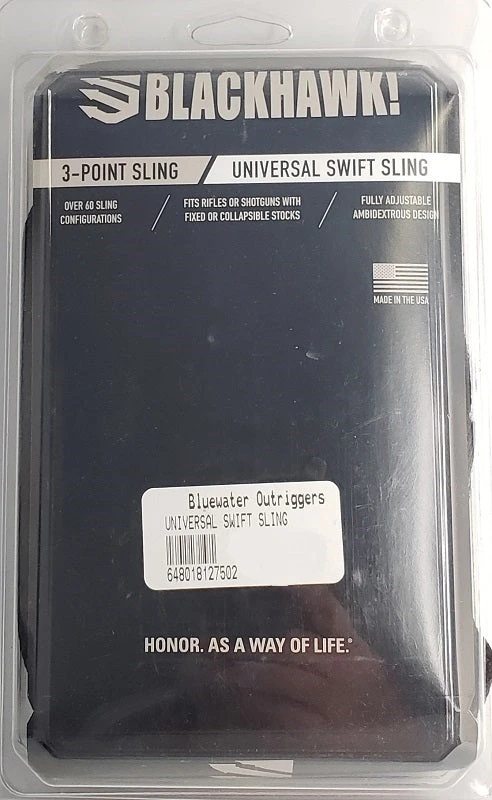 BLACKHAWK!
3-POINT SLING / UNIVERSAL SWIFT SLING
OVER 60 SLING
CONFIGURATIONS
FITS RIFLES OR SHOTGUNS WITH
FIXED OR COLLAPSIBLE STOCKS
FULLY ADJUSTABLE
AMBIDEXTROUS DESIGN
MADE IN THE USA
Bluewater Outriggers
UNIVERSAL SWIFT SLING
648018127502
HONOR. AS A WAY OF LIFE.®